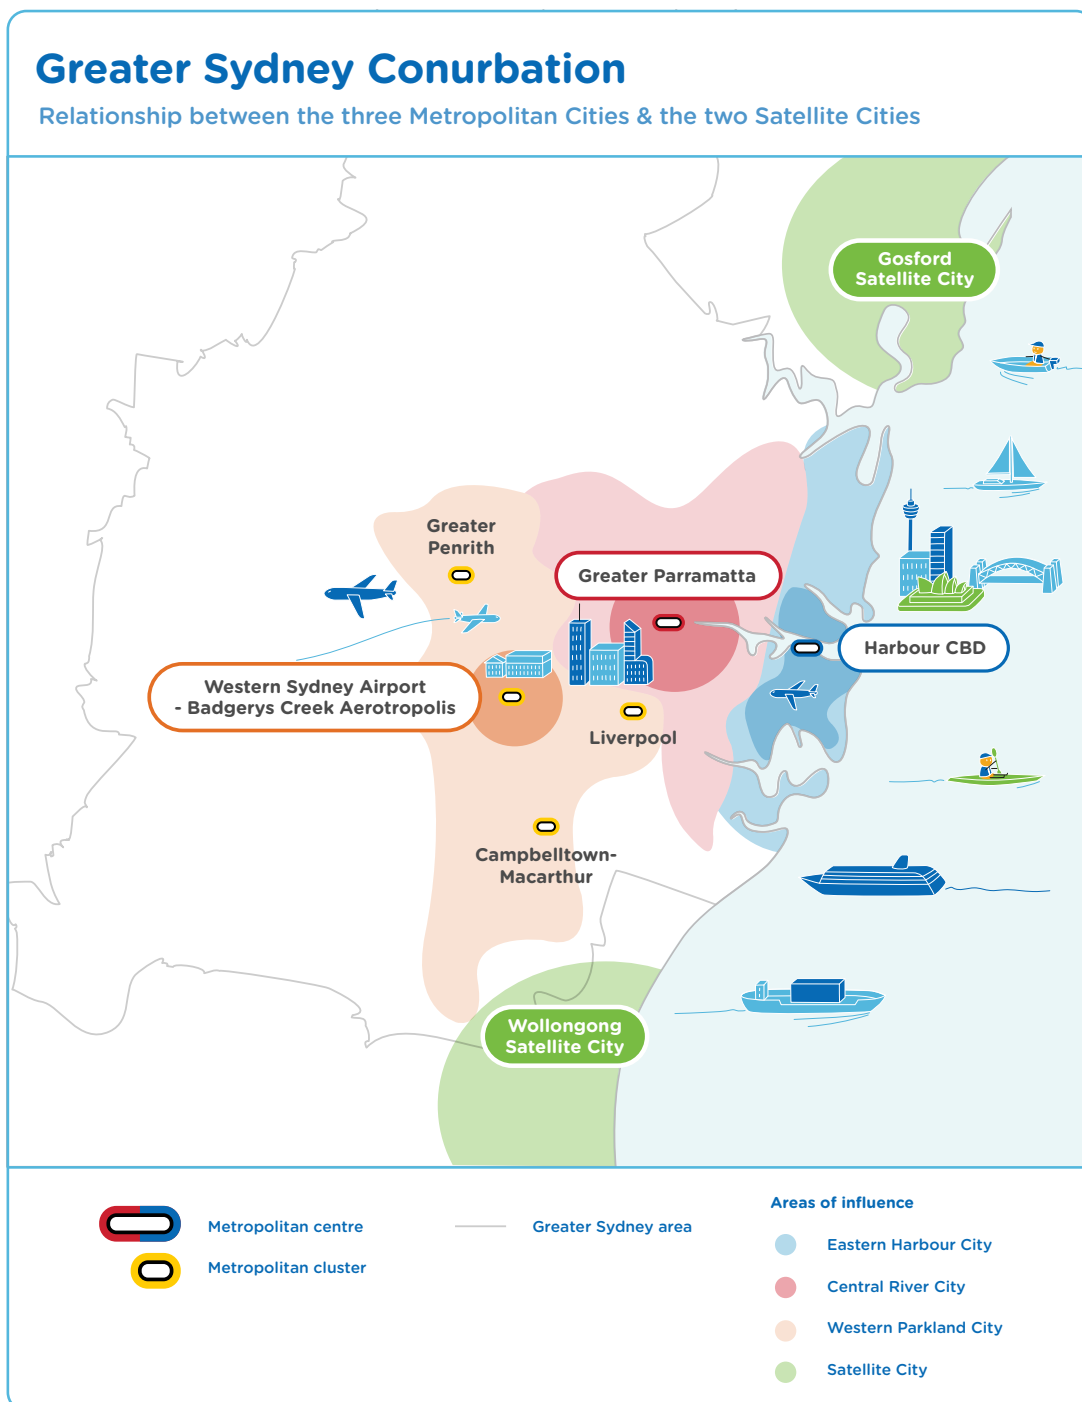 Greater Sydney Conurbation
Relationship between the three Metropolitan Cities & the two Satellite Cities
Gosford
Satellite City
Greater
Penrith
Greater Parramatta
Harbour CBD
Western Sydney Airport
- Badgerys Creek Aerotropolis
Liverpool
Campbelltown-
Macarthur
Wollongong
Satellite City
Metropolitan centre
Metropolitan cluster
Greater Sydney area
Areas of influence
Eastern Harbour City
Central River City
Western Parkland City
Satellite City